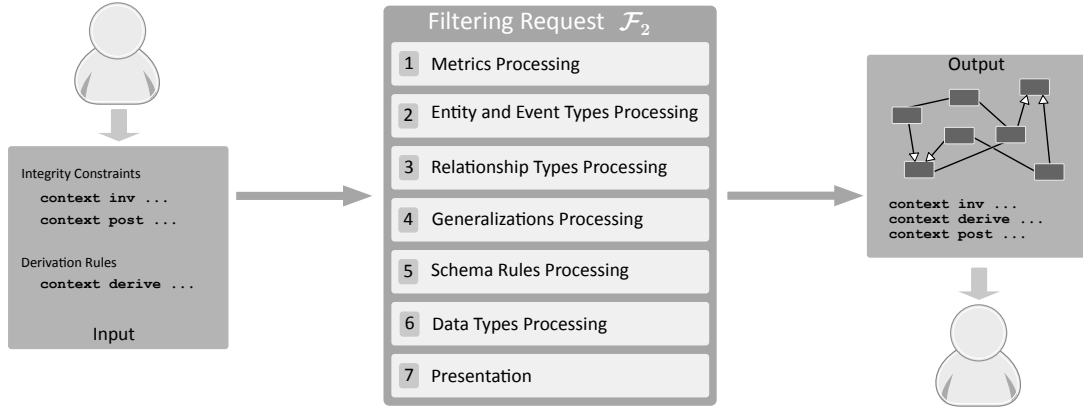 Integrity Constraints
context inv ...
context post ...
Derivation Rules
context derive ...
Input
Filtering Request F₂
1 Metrics Processing
2 Entity and Event Types Processing
3 Relationship Types Processing
4 Generalizations Processing
5 Schema Rules Processing
6 Data Types Processing
7 Presentation
Output
context inv ...
context derive ...
context post ...